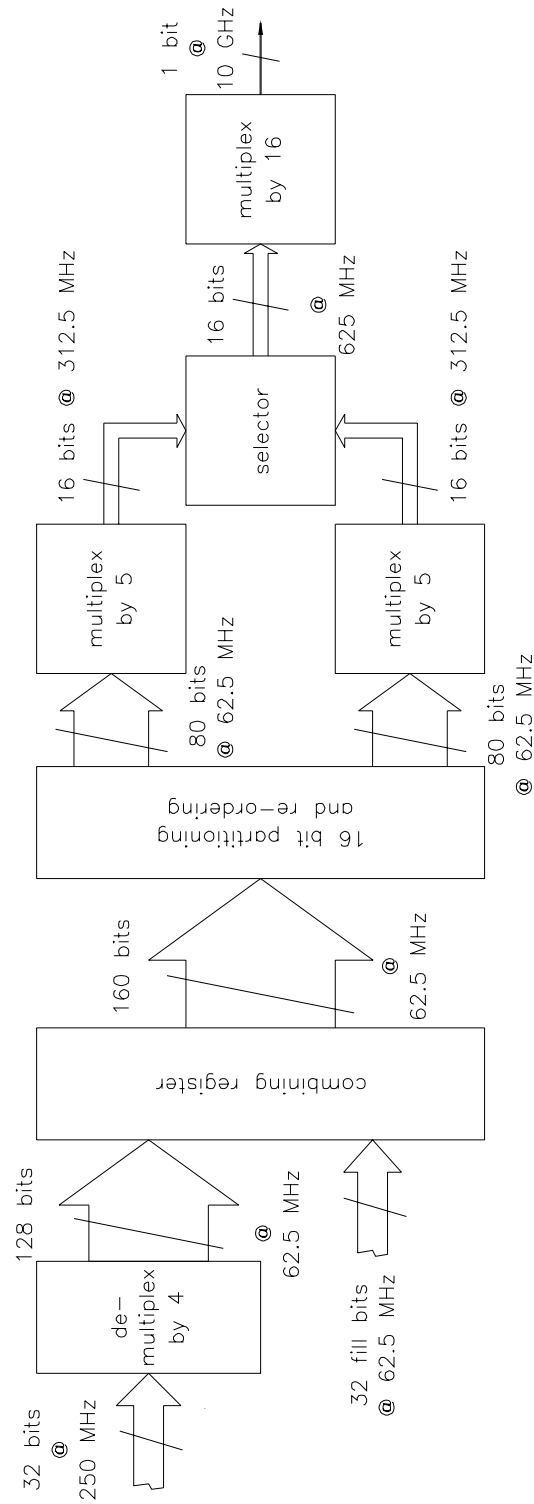 32 bits
@
250 MHz
de-
multiplex
by 4
128 bits
@
62.5 MHz
32 fill bits
@ 62.5 MHz
combining register
160 bits
@
62.5 MHz
16 bit partitioning
and re-ordering
80 bits
@ 62.5 MHz
80 bits
@ 62.5 MHz
multiplex
by 5
multiplex
by 5
16 bits @ 312.5 MHz
16 bits @ 312.5 MHz
selector
16 bits
@
625 MHz
multiplex
by 16
1 bit
@
10 GHz